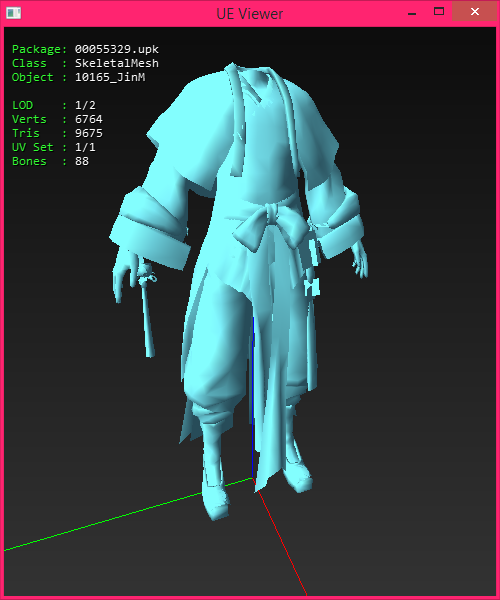 UE Viewer
Package: 00055329.upk
Class  : SkeletalMesh
Object : 10165_JinM
LOD    : 1/2
Verts  : 6764
Tris   : 9675
UV Set : 1/1
Bones  : 88